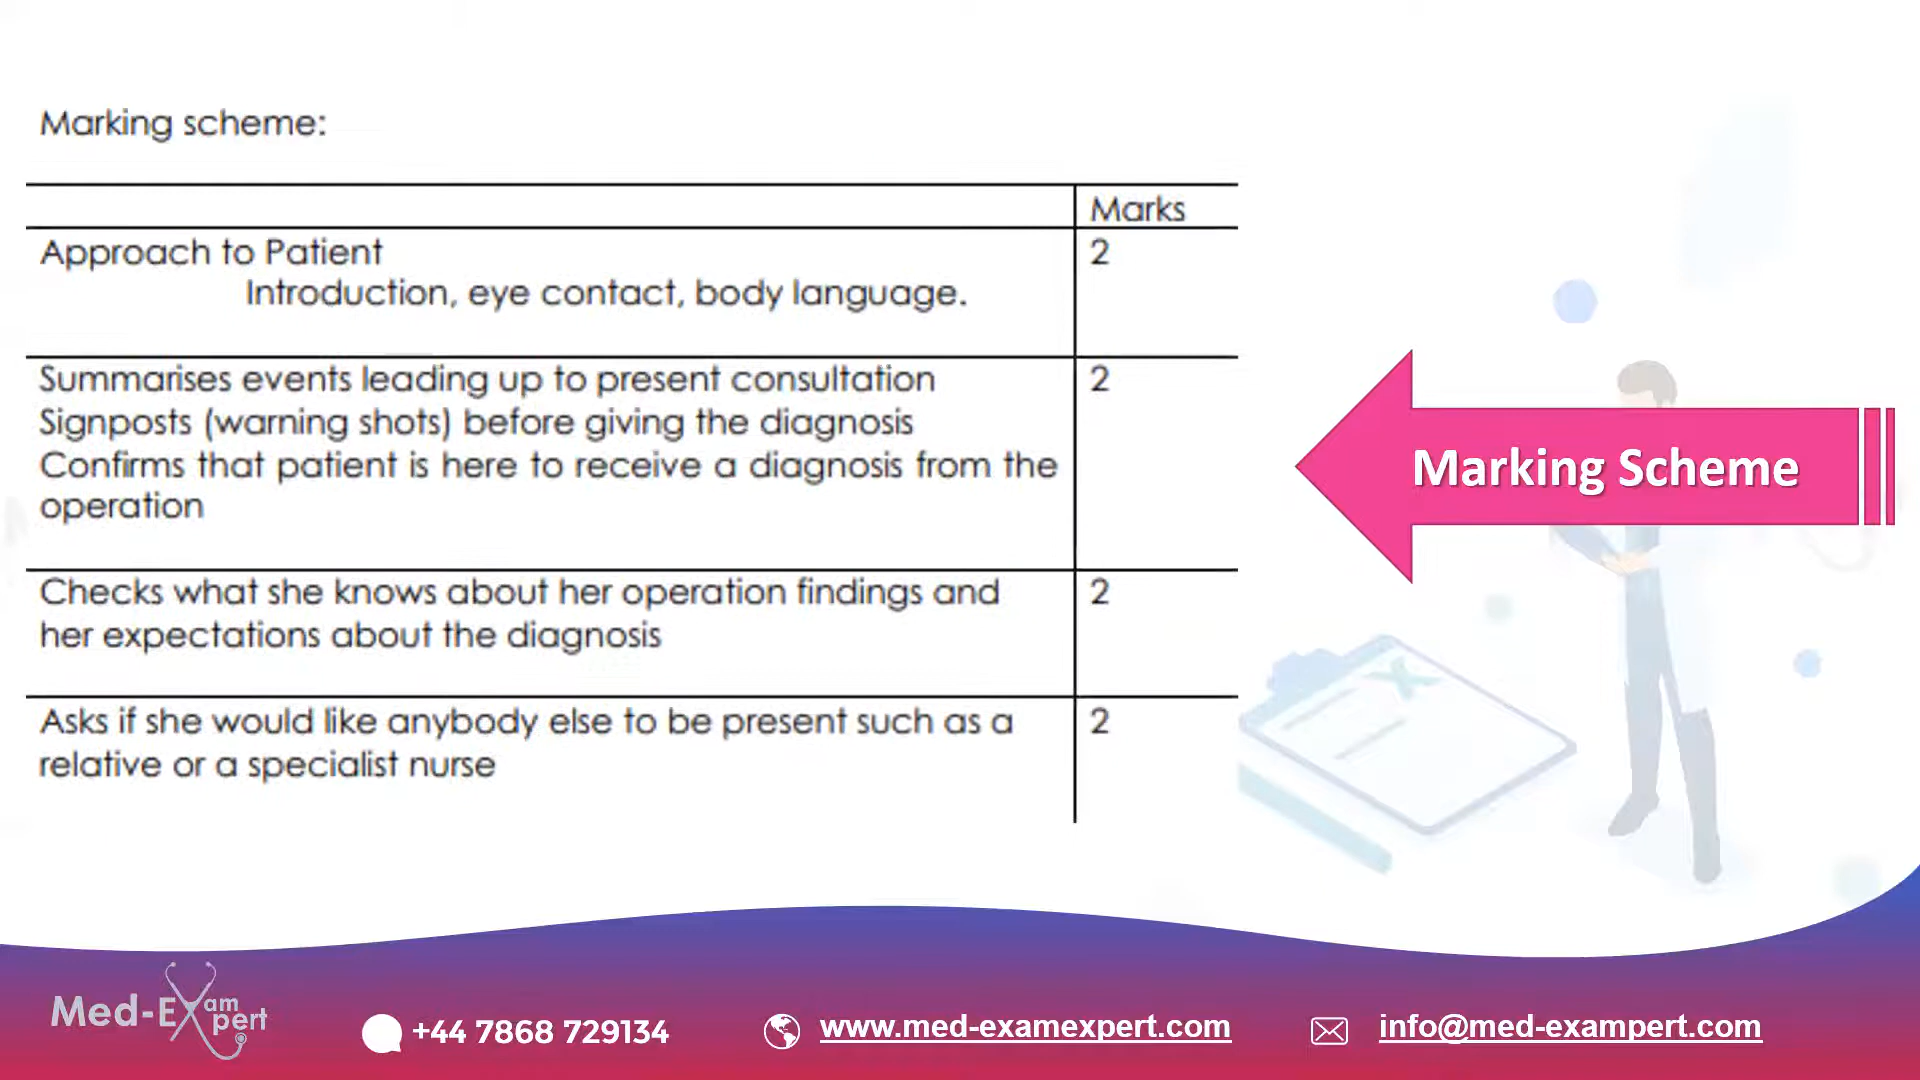 Marking scheme:
Marks
Approach to Patient
2
Introduction, eye contact, body language.
Summarises events leading up to present consultation
2
Signposts (warning shots) before giving the diagnosis
Confirms that patient is here to receive a diagnosis from the
operation
Checks what she knows about her operation findings and
2
her expectations about the diagnosis
Asks if she would like anybody else to be present such as a
2
relative or a specialist nurse
Marking Scheme
Med-Exam
Expert
+44 7868 729134
www.med-examexpert.com
info@med-exampert.com